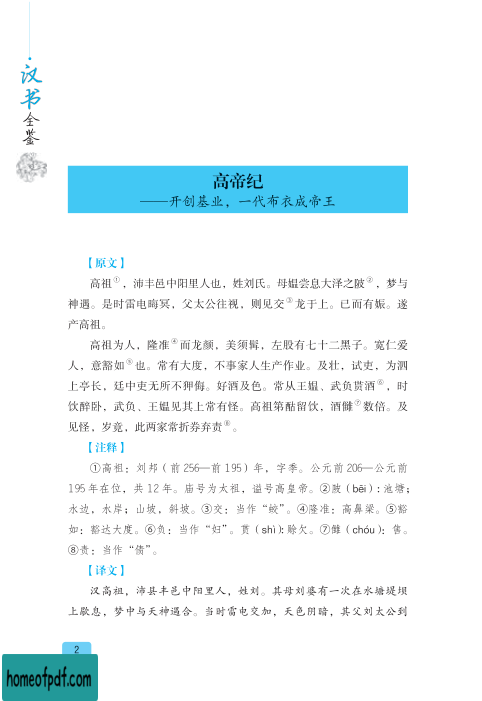 汉书全鉴
高帝纪
——开创基业，一代布衣成帝王
【原文】
高祖①，沛丰邑中阳里人也，姓刘氏。母媪尝息大泽之陂②，梦与
神遇。是时雷电晦冥，父太公往视，则见交③龙于上。已而有娠。遂
产高祖。
高祖为人，隆准④而龙颜，美须髯，左股有七十二黑子。宽仁爱
人，意豁如⑤也。常有大度，不事家人生产作业。及壮，试吏，为泗
上亭长，廷中吏无所不狎侮。好酒及色。常从王媪、武负贳酒⑥，时
饮醉卧，武负、王媪见其上常有怪。高祖每酤留饮，酒雠⑦数倍。及
见怪，岁竟，此两家常折券弃责⑧。
【注释】
①高祖：刘邦（前256—前195）年，字季。公元前206—公元前
195年在位，共12年。庙号为太祖，谥号高皇帝。②陂（bēi）：池塘；
水边，水岸；山坡，斜坡。③交：当作“蛟”。④隆准：高鼻梁。⑤豁
如：豁达大度。⑥负：当作“妇”。贳（shì）：赊欠。⑦雠（chóu）：售。
⑧责：当作“债”。
【译文】
汉高祖，沛县丰邑中阳里人，姓刘。其母刘婆有一次在水塘堤坝
上歇息，梦中与天神遇合。当时雷电交加，天色阴暗，其父刘太公到
2
homeofpdf.com